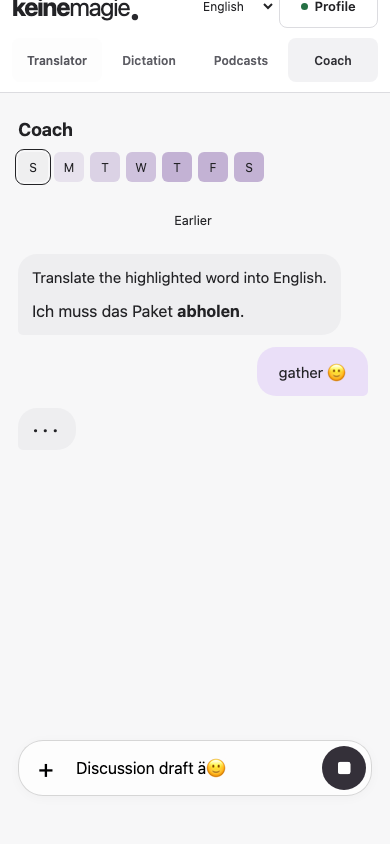 keinemagie.
English
Profile
Translator Dictation Podcasts Coach
Coach
S M T W T F S
Earlier
Translate the highlighted word into English.
Ich muss das Paket abholen.
gather 🙂
...
+ Discussion draft ä🙂